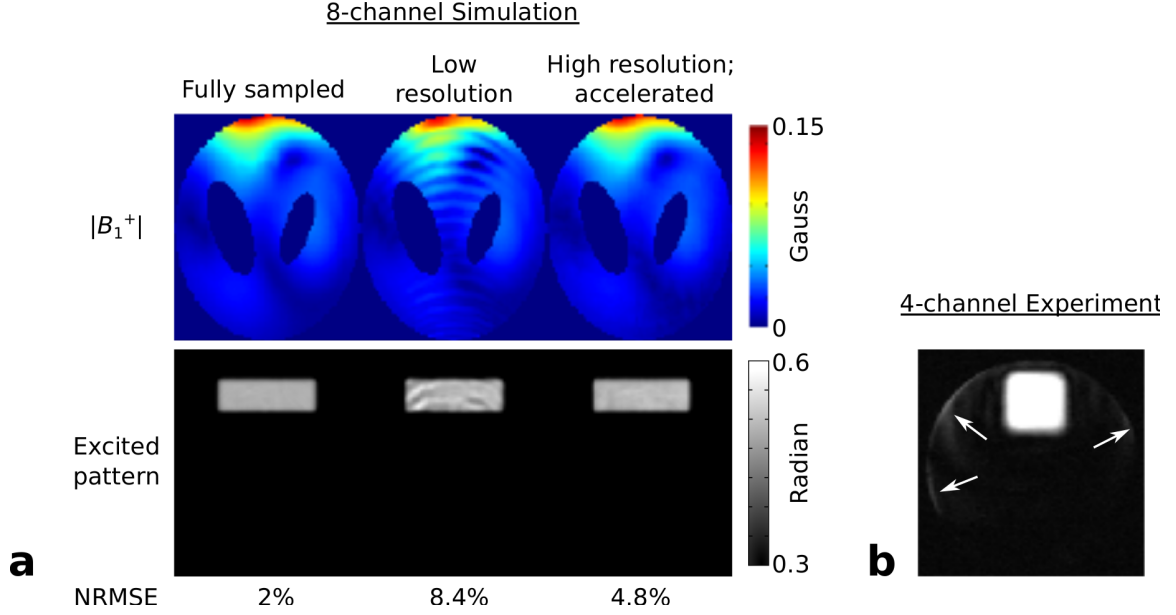 8-channel Simulation
Fully sampled
Low
resolution
High resolution;
accelerated
|B₁⁺|
0.15
Gauss
0
Excited
pattern
0.6
Radian
0.3
NRMSE 2% 8.4% 4.8%
a
4-channel Experiment
b